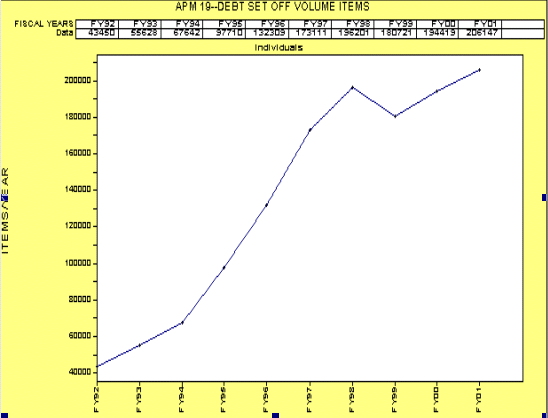 APM 19--DEBT SET OFF VOLUME ITEMS
FISCAL YEARS FY92 FY93 FY94 FY95 FY96 FY97 FY98 FY99 FY00 FY01
Data 43450 55628 67642 97710 132309 173111 196201 180721 194419 206147
Individuals
ITEMS/YEAR
200000
180000
160000
140000
120000
100000
80000
60000
40000
FY92
FY93
FY94
FY95
FY96
FY97
FY98
FY99
FY00
FY01